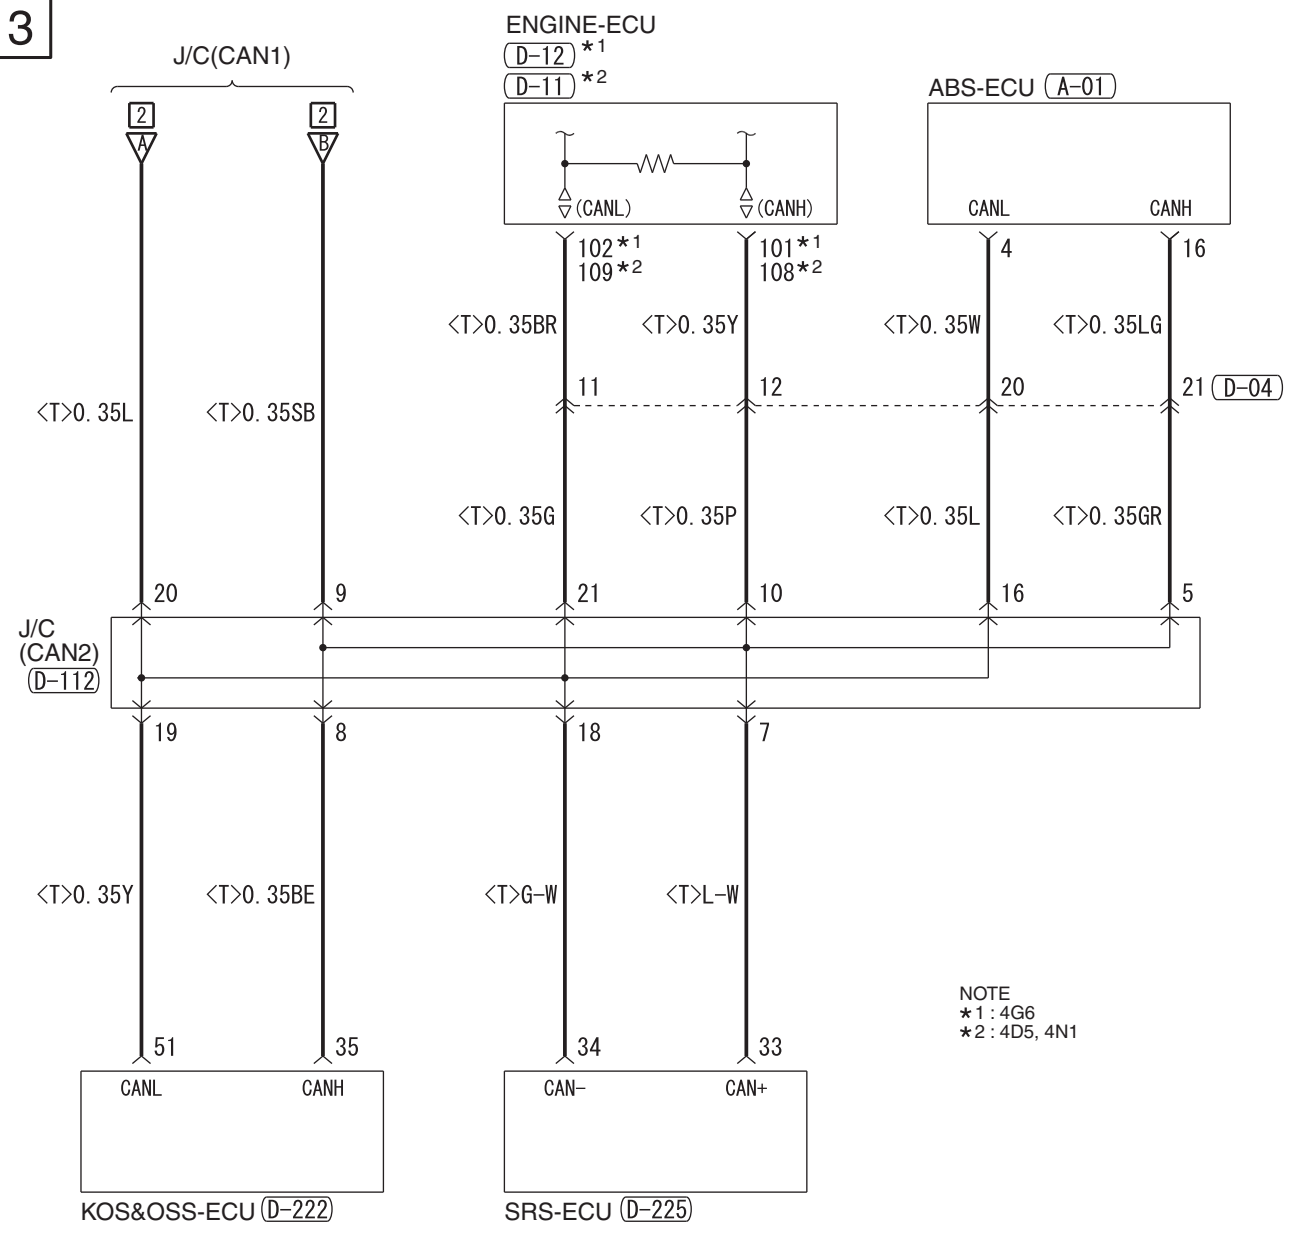 3
J/C(CAN1)
ENGINE-ECU
D-12 *1
D-11 *2
ABS-ECU A-01
2 2
A B
(CANL) (CANH)
CANL CANH
102*1 101*1 4 16
109*2 108*2
<T>0.35BR <T>0.35Y <T>0.35W <T>0.35LG
11 12 20 21 D-04
<T>0.35L <T>0.35SB
<T>0.35G <T>0.35P <T>0.35L <T>0.35GR
20 9 21 10 16 5
J/C
(CAN2)
D-112
19 8 18 7
<T>0.35Y <T>0.35BE <T>G-W <T>L-W
NOTE
*1 : 4G6
*2 : 4D5, 4N1
51 35 34 33
CANL CANH CAN- CAN+
KOS&OSS-ECU D-222 SRS-ECU D-225